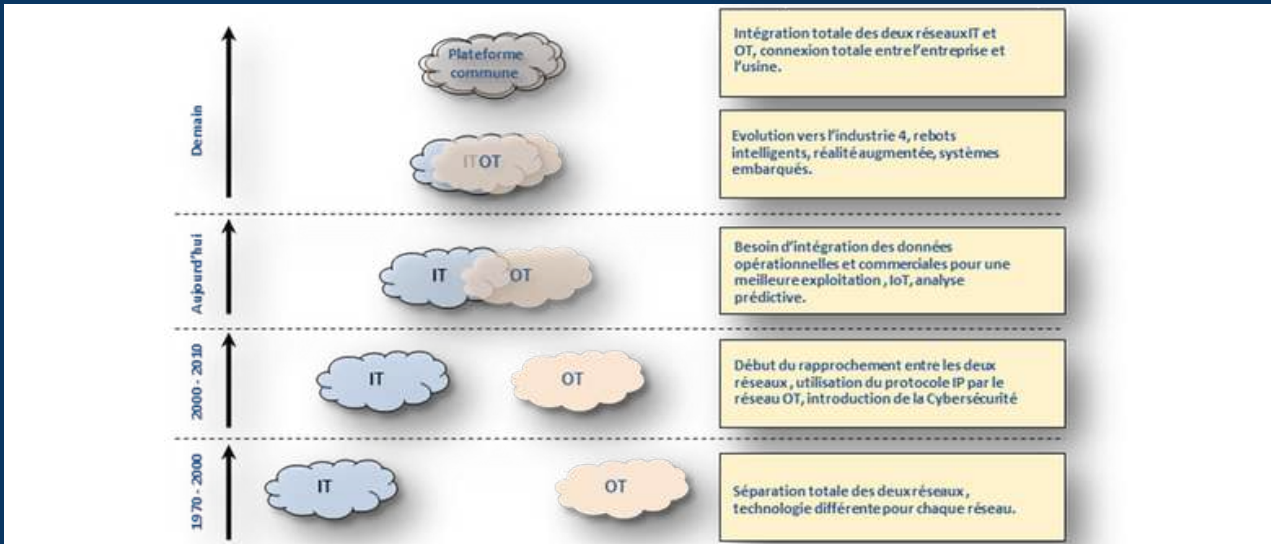 Demain
Plateforme
commune
Intégration totale des deux réseaux IT et
OT, connexion totale entre l'entreprise et
l'usine.
ITOT
Evolution vers l'industrie 4, rebots
intelligents, réalité augmentée, systèmes
embarqués.
Aujourd'hui
IT
OT
Besoin d'intégration des données
opérationnelles et commerciales pour une
meilleure exploitation , IoT, analyse
prédictive.
2000 - 2010
IT
OT
Début du rapprochement entre les deux
réseaux , utilisation du protocole IP par le
réseau OT, introduction de la Cybersécurité
1970 - 2000
IT
OT
Séparation totale des deux réseaux ,
technologie différente pour chaque réseau.